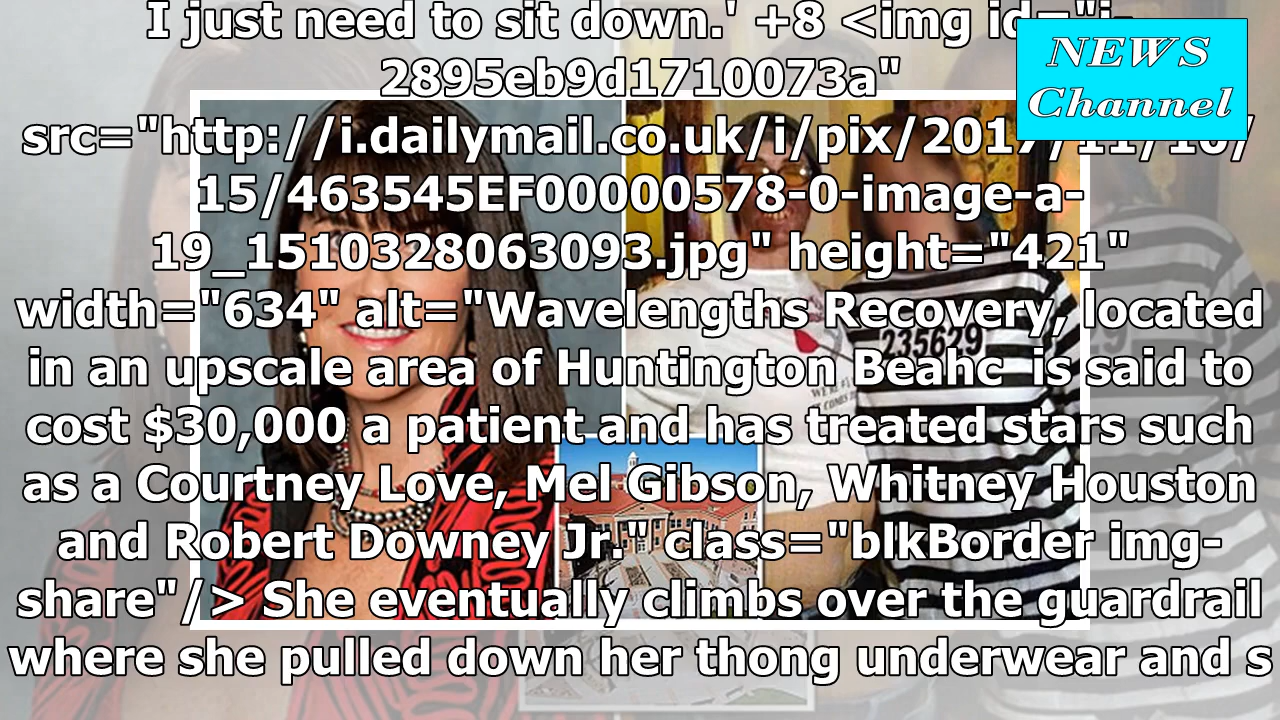 I just need to sit down.' +8 <img id="i-
2895eb9d1710073a"
src="http://i.dailymail.co.uk/i/pix/2017/11/10/
15/463545EF00000578-0-image-a-
19_1510328063093.jpg" height="421"
width="634" alt="Wavelengths Recovery, located
in an upscale area of Huntington Beahc  is said to
cost $30,000 a patient and has treated stars such
as a Courtney Love, Mel Gibson, Whitney Houston
and Robert Downey Jr." class="blkBorder img-
share"/> She eventually climbs over the guardrail
where she pulled down her thong underwear and s
NEWS
Channel
235629